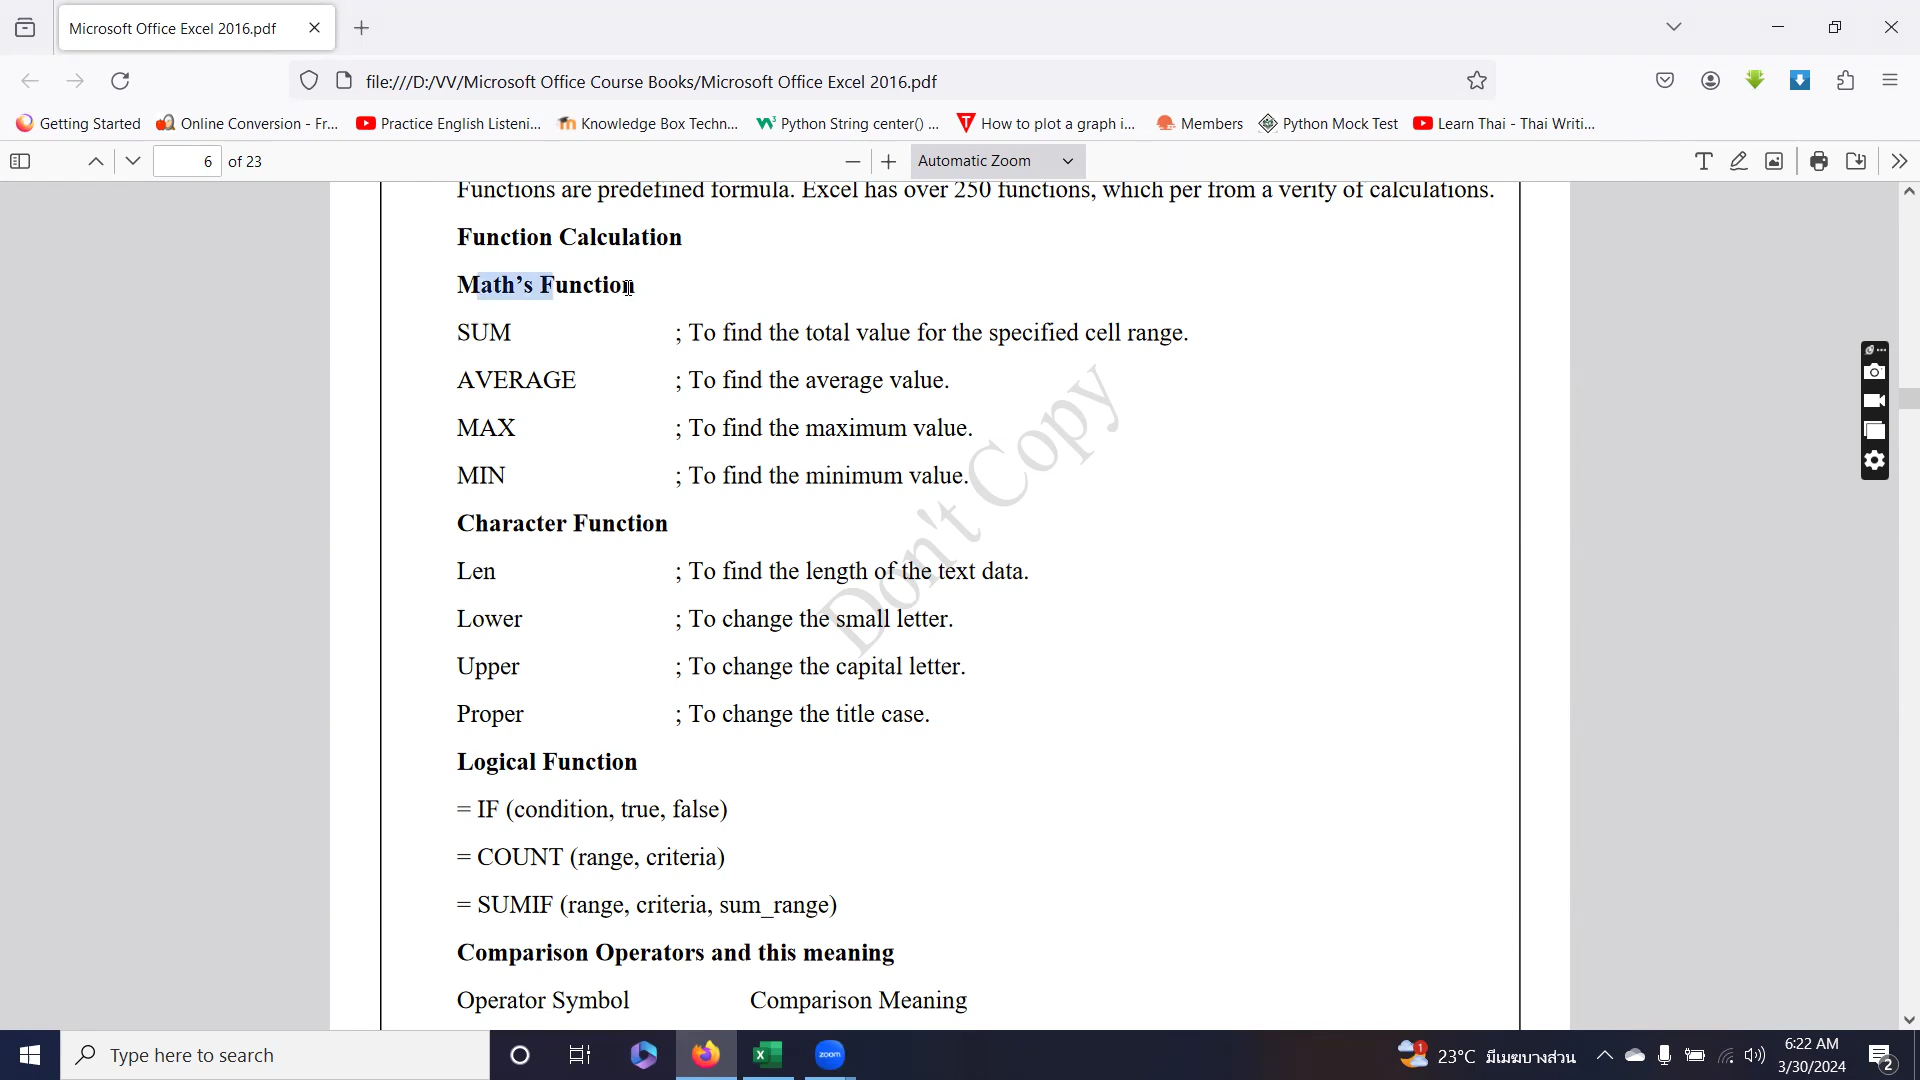 Microsoft Office Excel 2016.pdf
file:///D:/VV/Microsoft Office Course Books/Microsoft Office Excel 2016.pdf
Getting Started
Online Conversion - Fr...
Practice English Listeni...
Knowledge Box Techn...
Python String center() ...
How to plot a graph i...
Members
Python Mock Test
Learn Thai - Thai Writi...
6 of 23
Automatic Zoom
Functions are predefined formula. Excel has over 250 functions, which per from a verity of calculations.
Function Calculation
Math’s Function
SUM ; To find the total value for the specified cell range.
AVERAGE ; To find the average value.
MAX ; To find the maximum value.
MIN ; To find the minimum value.
Character Function
Len ; To find the length of the text data.
Lower ; To change the small letter.
Upper ; To change the capital letter.
Proper ; To change the title case.
Don't Copy
Logical Function
= IF (condition, true, false)
= COUNT (range, criteria)
= SUMIF (range, criteria, sum_range)
Comparison Operators and this meaning
Operator Symbol Comparison Meaning
Type here to search
zoom
1
23°C มีเมฆบางส่วน
6:22 AM
3/30/2024
2